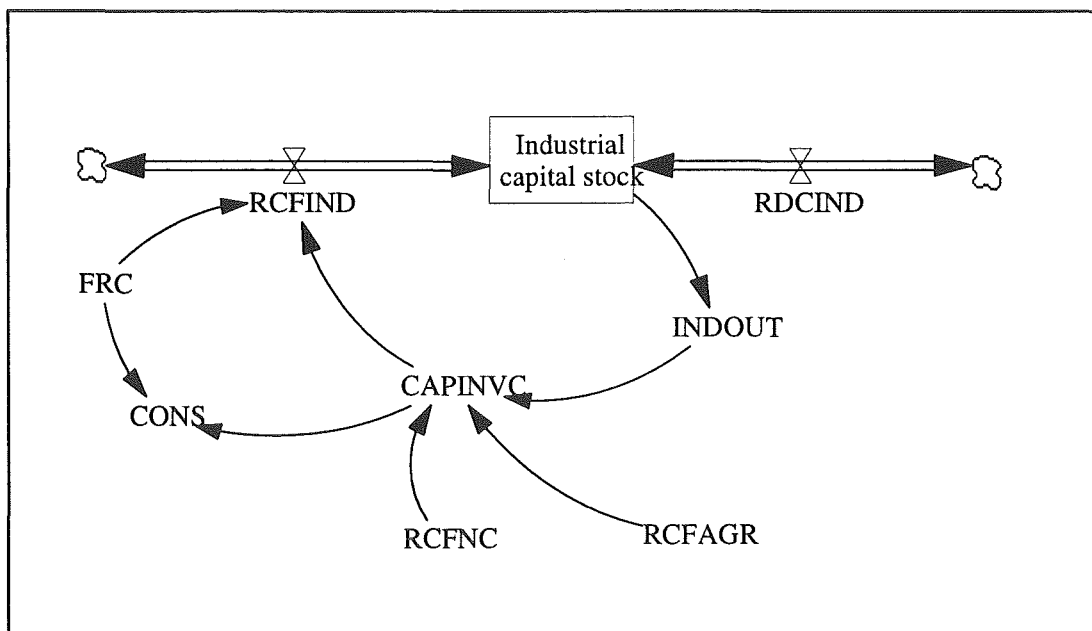 Industrial
capital stock
RCFIND
RDCIND
FRC
INDOUT
CAPINVC
CONS
RCFNC
RCFAGR